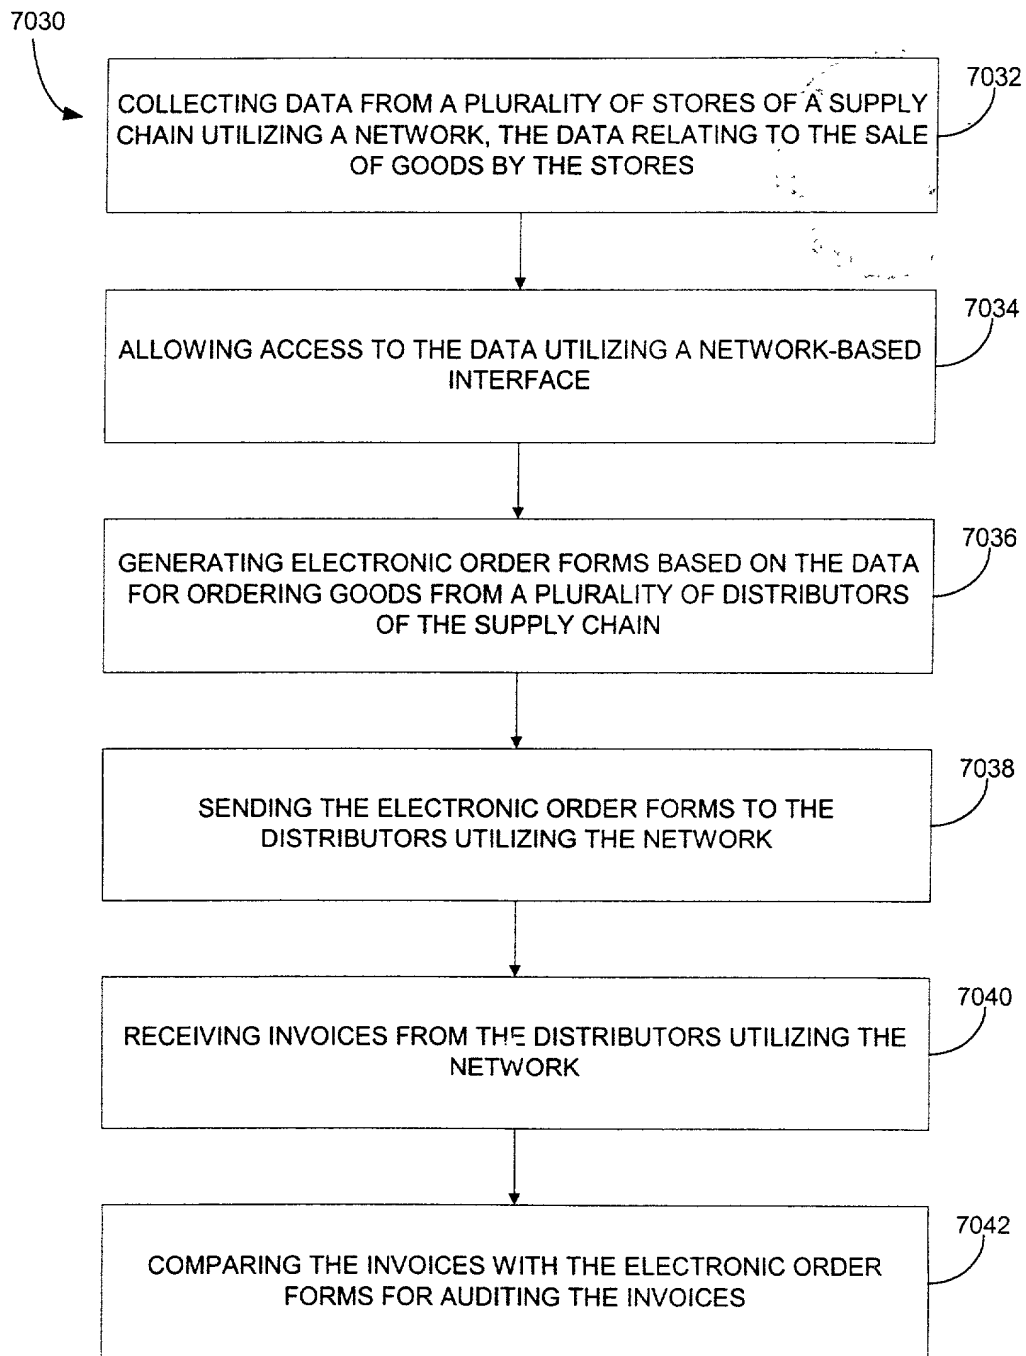 7030
7032
COLLECTING DATA FROM A PLURALITY OF STORES OF A SUPPLY
CHAIN UTILIZING A NETWORK, THE DATA RELATING TO THE SALE
OF GOODS BY THE STORES
7034
ALLOWING ACCESS TO THE DATA UTILIZING A NETWORK-BASED
INTERFACE
7036
GENERATING ELECTRONIC ORDER FORMS BASED ON THE DATA
FOR ORDERING GOODS FROM A PLURALITY OF DISTRIBUTORS
OF THE SUPPLY CHAIN
7038
SENDING THE ELECTRONIC ORDER FORMS TO THE
DISTRIBUTORS UTILIZING THE NETWORK
7040
RECEIVING INVOICES FROM THE DISTRIBUTORS UTILIZING THE
NETWORK
7042
COMPARING THE INVOICES WITH THE ELECTRONIC ORDER
FORMS FOR AUDITING THE INVOICES